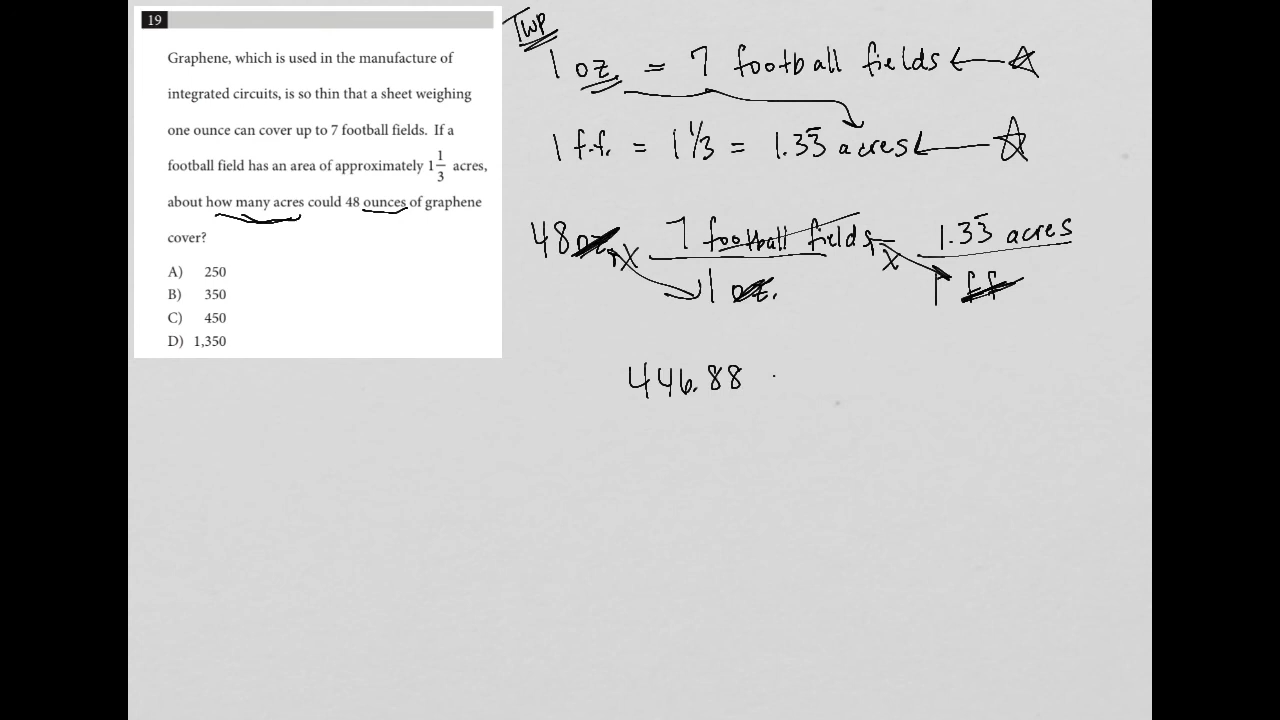 19
Graphene, which is used in the manufacture of
integrated circuits, is so thin that a sheet weighing
one ounce can cover up to 7 football fields. If a
football field has an area of approximately 1 1/3 acres,
about how many acres could 48 ounces of graphene
cover?
A) 250
B) 350
C) 450
D) 1,350
TWP
1 oz. = 7 football fields
1 f.f. = 1 1/3 = 1.33 acres
48 oz. x 7 football fields / 1 oz. x 1.33 acres / 1 ff
446.88